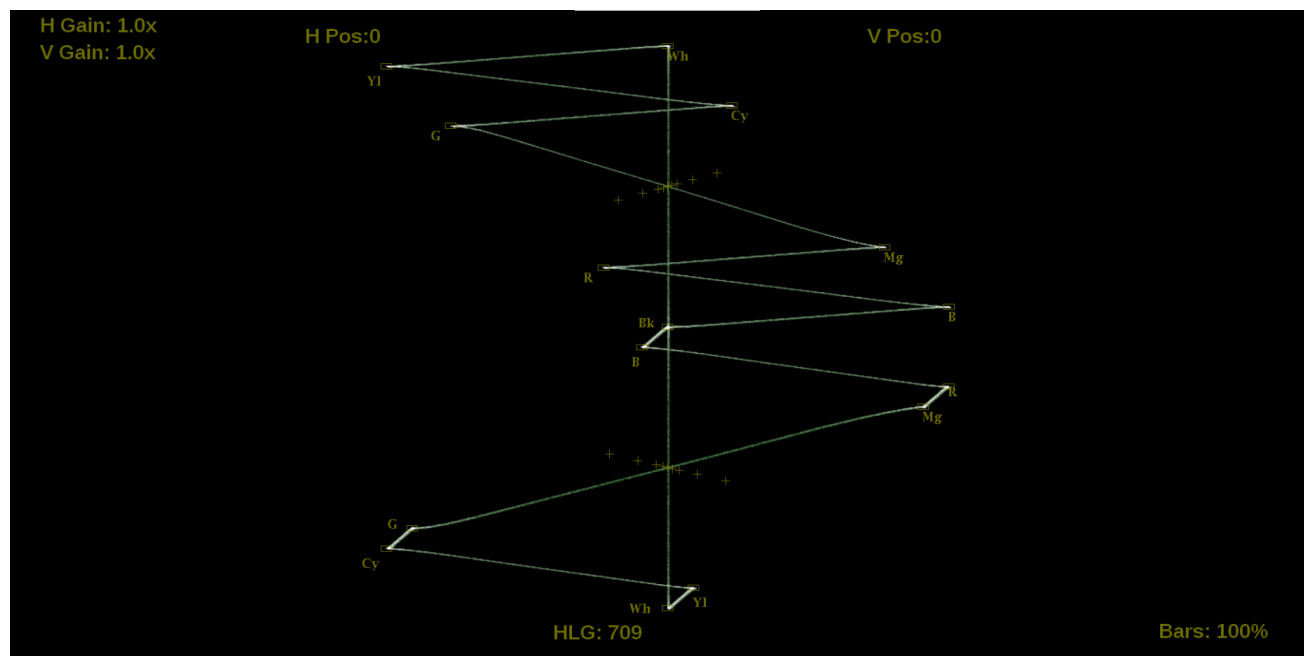 H Gain: 1.0x
V Gain: 1.0x
H Pos:0
V Pos:0
Wh
Yl
Cy
G
Mg
R
B
Bk
B
R
Mg
G
Cy
Yl
Wh
HLG: 709
Bars: 100%